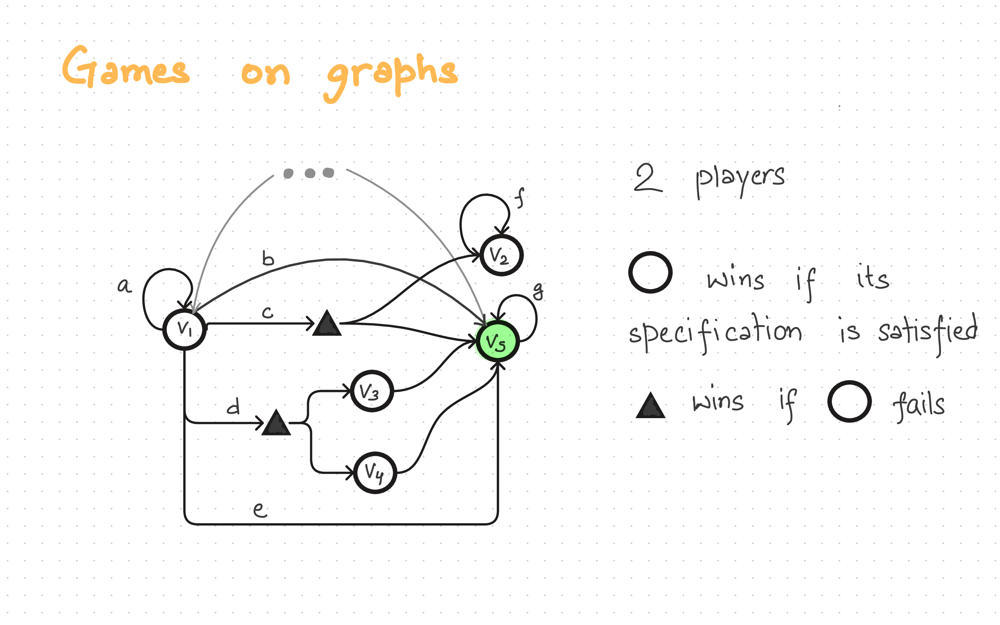 Games on graphs
2 players
wins if its
specification is satisfied
wins if fails
f
b
a
g
c
V2
V1
V5
V3
d
V4
e